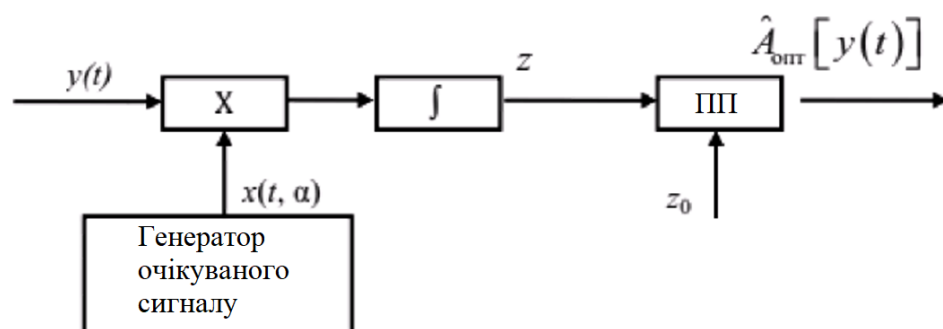 y(t)
X
∫
z
ПП
Â_опт[y(t)]
x(t, α)
z₀
Генератор
очікуваного
сигналу